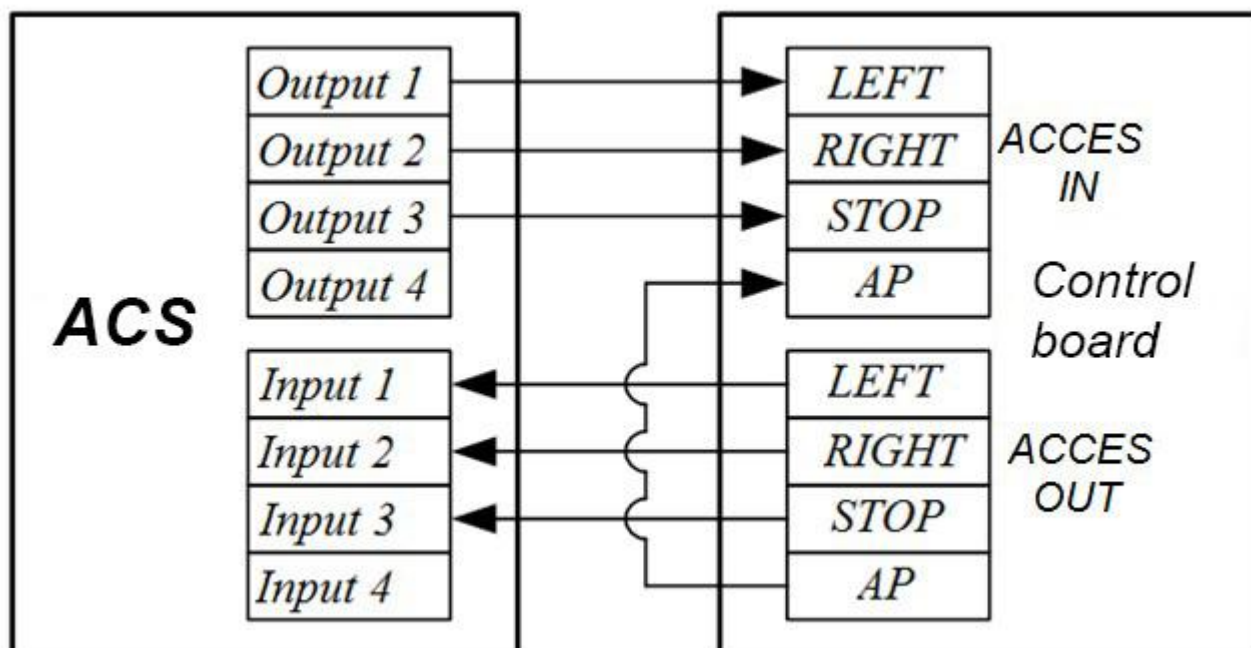 ACS
Output 1
Output 2
Output 3
Output 4
Input 1
Input 2
Input 3
Input 4
LEFT
RIGHT
STOP
AP
ACCES
IN
Control
board
LEFT
RIGHT
STOP
AP
ACCES
OUT